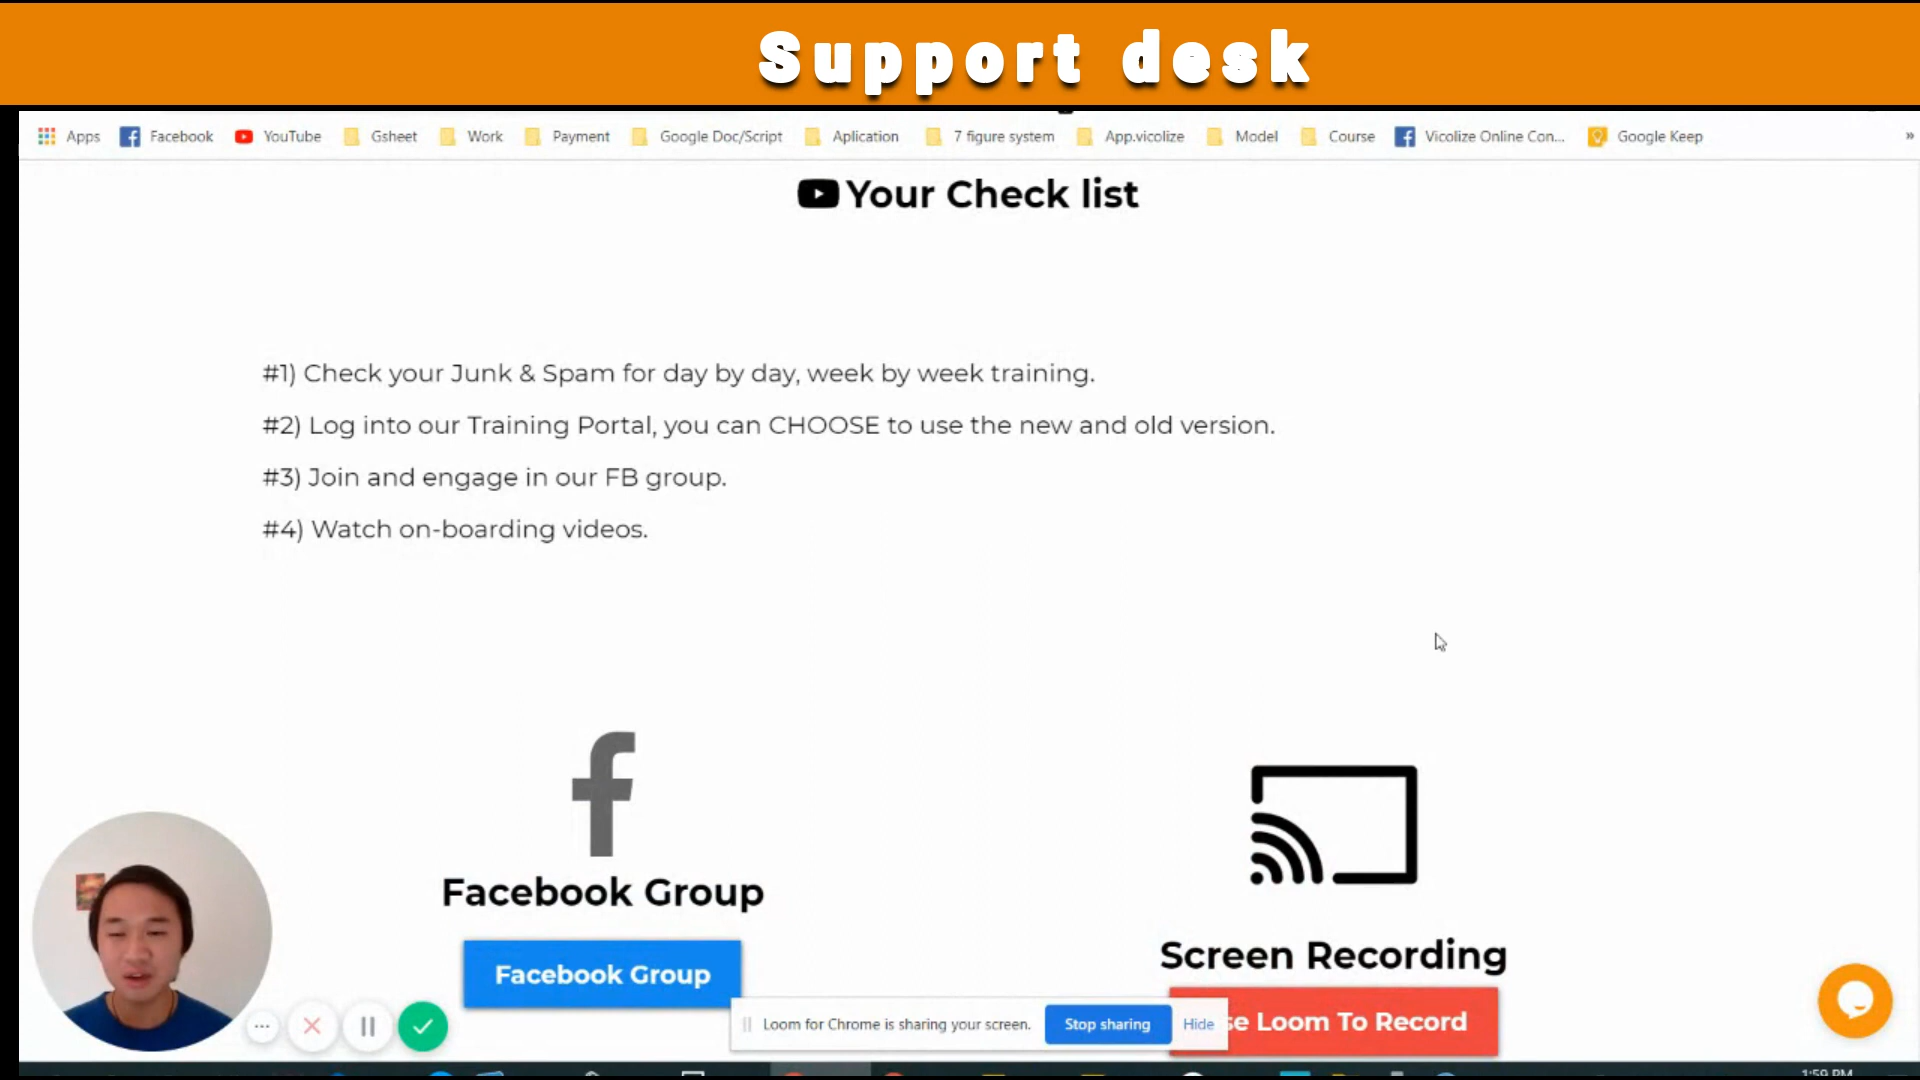 Support desk
Apps Facebook YouTube Gsheet Work Payment Google Doc/Script Aplication 7 figure system App.vicolize Model Course Vicolize Online Con... Google Keep »
Your Check list
#1) Check your Junk & Spam for day by day, week by week training.
#2) Log into our Training Portal, you can CHOOSE to use the new and old version.
#3) Join and engage in our FB group.
#4) Watch on-boarding videos.
Facebook Group
Screen Recording
Facebook Group
Loom To Record
Loom for Chrome is sharing your screen. Stop sharing Hide
1:59 PM